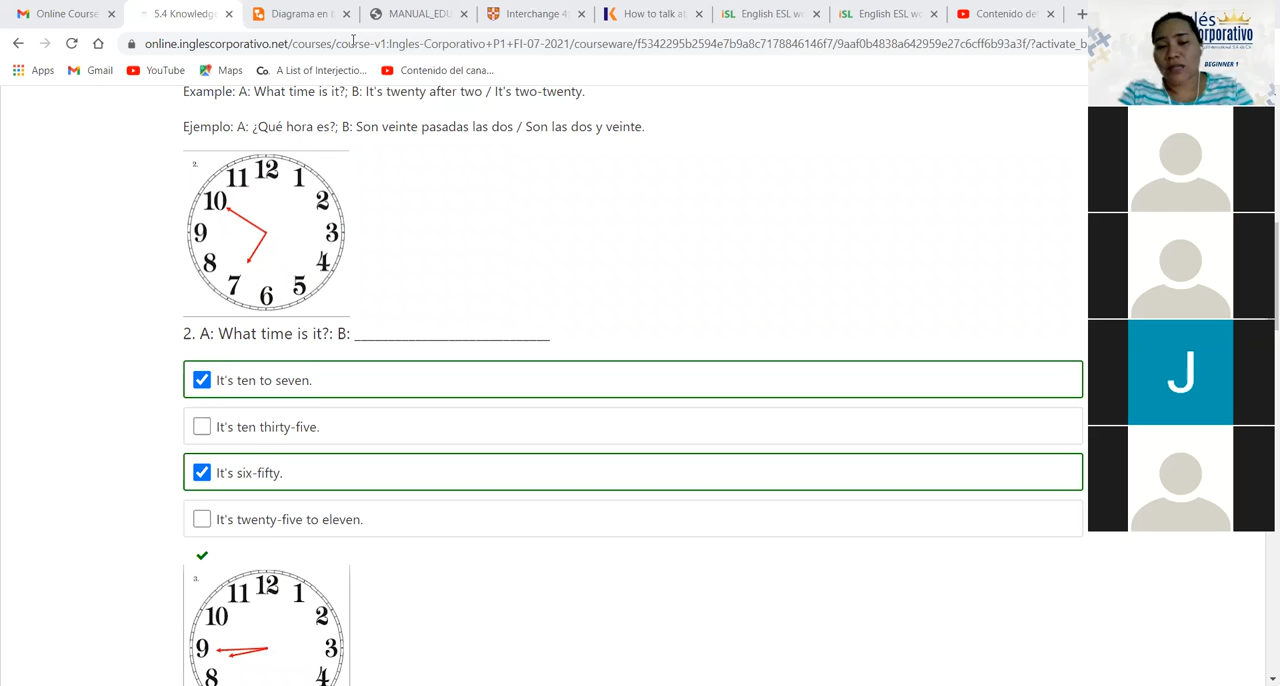 Online Course
5.4 Knowledge
Diagrama en b
MANUAL_EDU
Interchange 4
How to talk at
English ESL wo
English ESL wo
Contenido del
online.inglescorporativo.net/courses/course-v1:Ingles-Corporativo+P1+FI-07-2021/courseware/f5342295b2594e7b9a8c7178846146f7/9aaf0b4838a642959e27c6cff6b93a3f/?activate_b
Apps
Gmail
YouTube
Maps
A List of Interjectio...
Contenido del cana...
BEGINNER 1
Example: A: What time is it?; B: It's twenty after two / It's two-twenty.
Ejemplo: A: ¿Qué hora es?; B: Son veinte pasadas las dos / Son las dos y veinte.
2.
12
11 1
10 2
9 3
8 4
7 5
6
2. A: What time is it?: B: ____________________________
It's ten to seven.
It's ten thirty-five.
It's six-fifty.
It's twenty-five to eleven.
3.
12
11 1
10 2
9 3
8 4
J